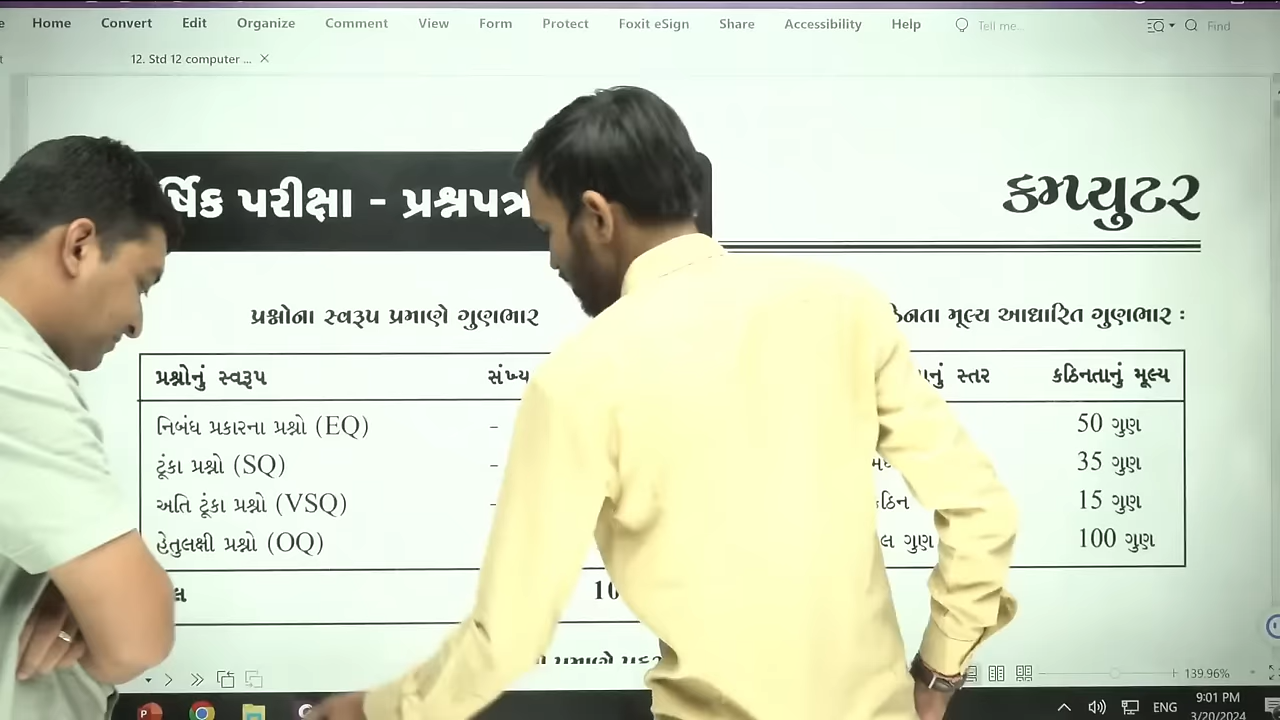 Home Convert Edit Organize Comment View Form Protect Foxit eSign Share Accessibility Help Tell me... Find
12. Std 12 computer ...
પરીક્ષા - પ્રશ્નપત્ર
કમ્પ્યુટર
પ્રશ્નોના સ્વરૂપ પ્રમાણે ગુણભાર
મૂલ્ય આધારિત ગુણભાર :
પ્રશ્નોનું સ્વરૂપ
સ્તર કઠિનતાનું મૂલ્ય
નિબંધ પ્રકારના પ્રશ્નો (EQ) -
50 ગુણ
ટૂંકા પ્રશ્નો (SQ) -
35 ગુણ
અતિ ટૂંકા પ્રશ્નો (VSQ) -
15 ગુણ
હેતુલક્ષી પ્રશ્નો (OQ)
ગુણ 100 ગુણ
139.96%
ENG 9:01 PM
3/20/2024